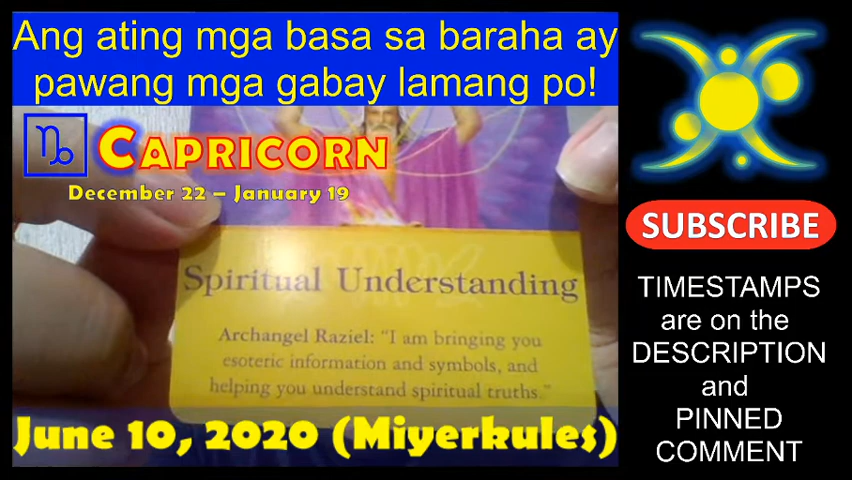 Ang ating mga basa sa baraha ay
pawang mga gabay lamang po!
CAPRICORN
December 22 – January 19
Spiritual Understanding
Archangel Raziel: "I am bringing you
esoteric information and symbols, and
helping you understand spiritual truths."
June 10, 2020 (Miyerkules)
SUBSCRIBE
TIMESTAMPS
are on the
DESCRIPTION
and
PINNED
COMMENT